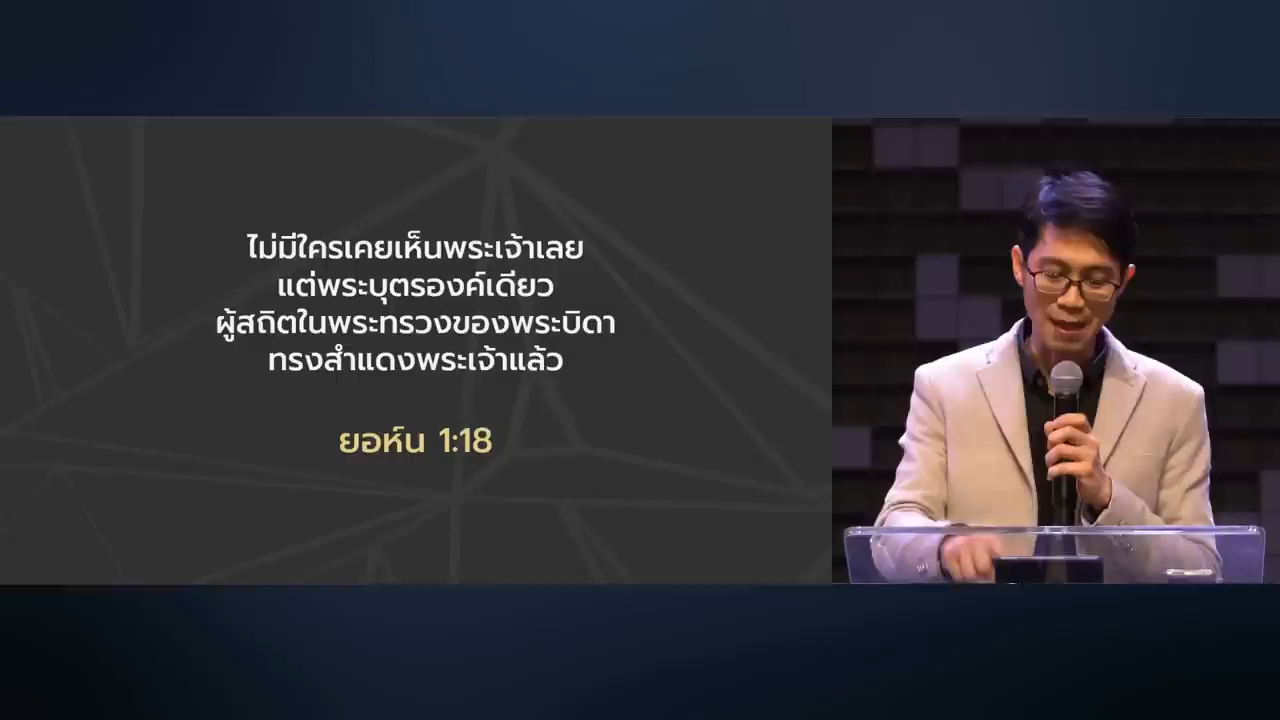 ไม่มีใครเคยเห็นพระเจ้าเลย
แต่พระบุตรองค์เดียว
ผู้สถิตในพระทรวงของพระบิดา
ทรงสำแดงพระเจ้าแล้ว
ยอห์น 1:18